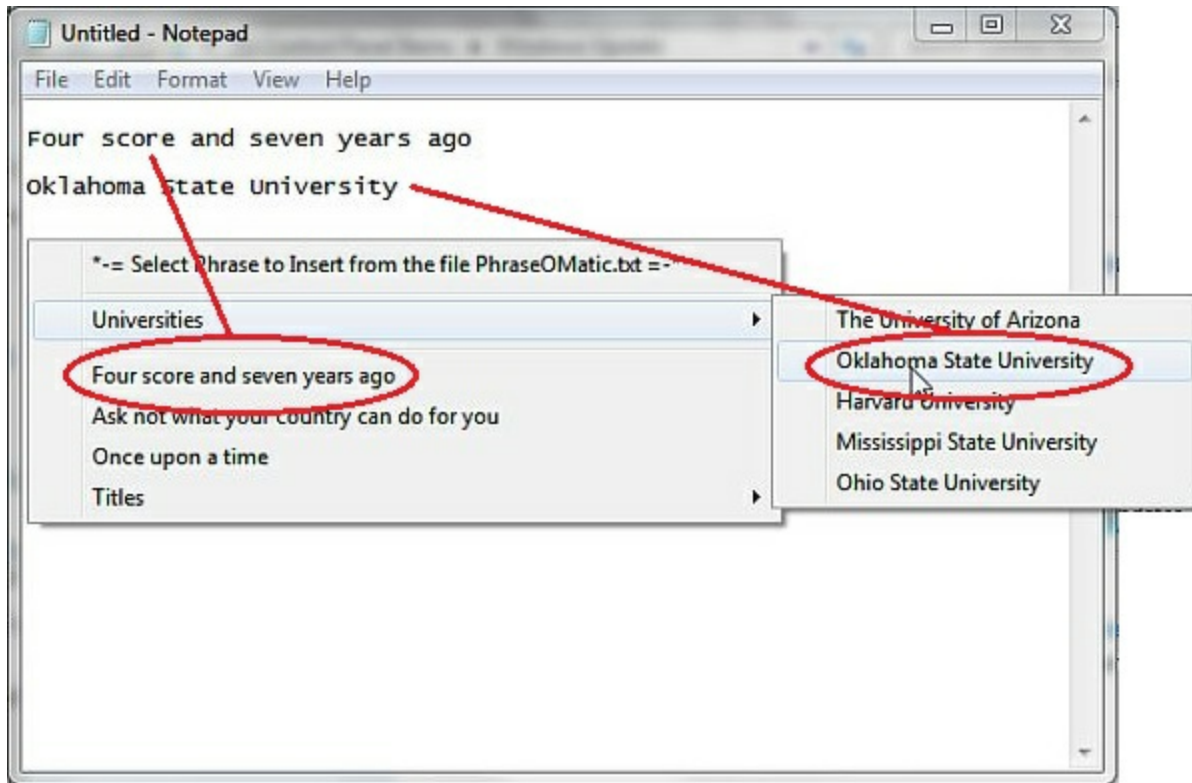 Untitled - Notepad
File Edit Format View Help
Four score and seven years ago
Oklahoma State University
*-= Select Phrase to Insert from the file PhraseOMatic.txt =-
Universities
Four score and seven years ago
Ask not what your country can do for you
Once upon a time
Titles
The University of Arizona
Oklahoma State University
Harvard University
Mississippi State University
Ohio State University